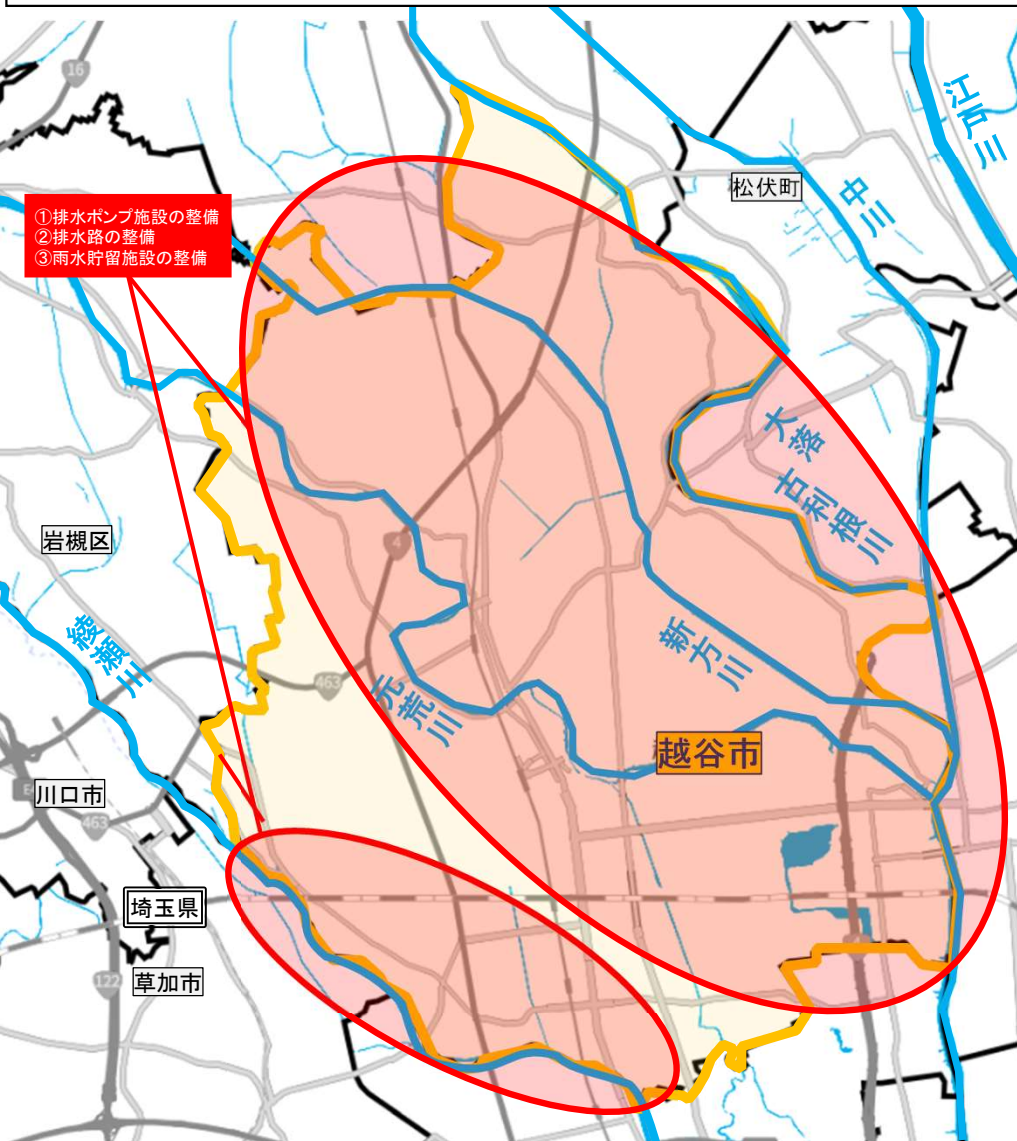 16
江戸川
松伏町
中川
①排水ポンプ施設の整備
②排水路の整備
③雨水貯留施設の整備
大落
古利根川
4
岩槻区
綾瀬川
新方川
463
元荒川
越谷市
川口市
463
埼玉県
草加市
122